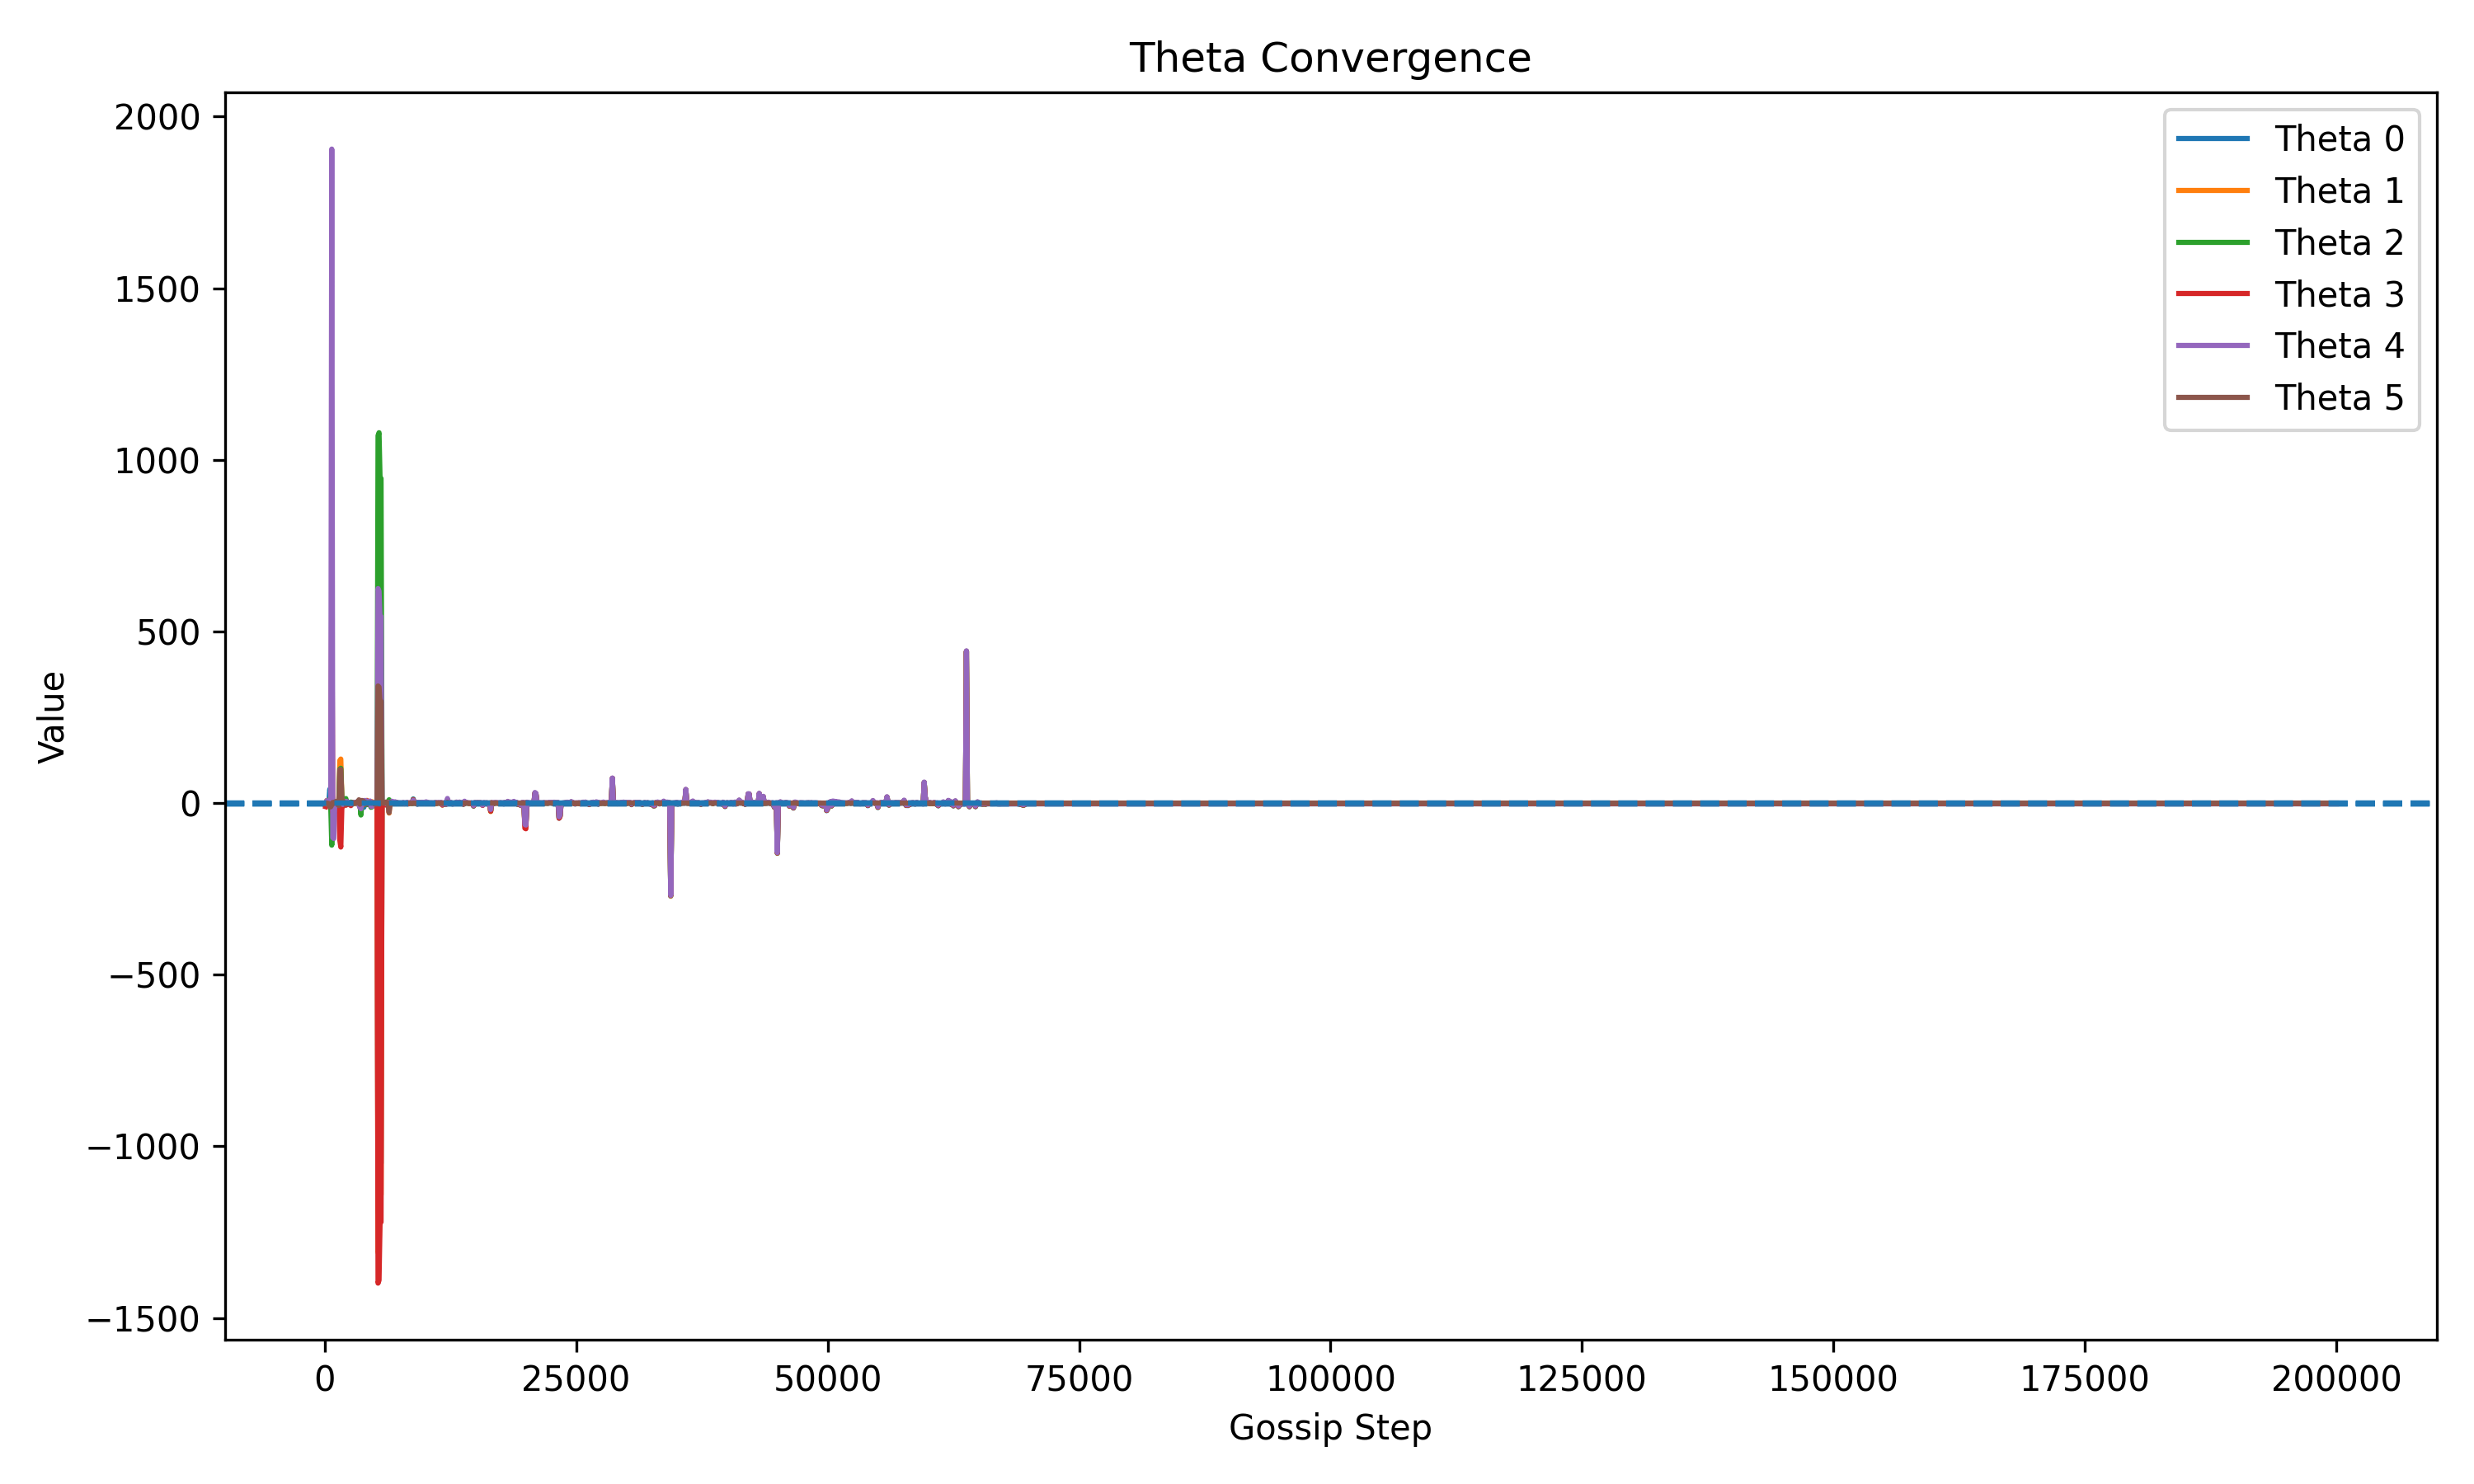 Theta Convergence
2000
1500
1000
500
0
−500
−1000
−1500
Value
0
25000
50000
75000
100000
125000
150000
175000
200000
Gossip Step
Theta 0
Theta 1
Theta 2
Theta 3
Theta 4
Theta 5